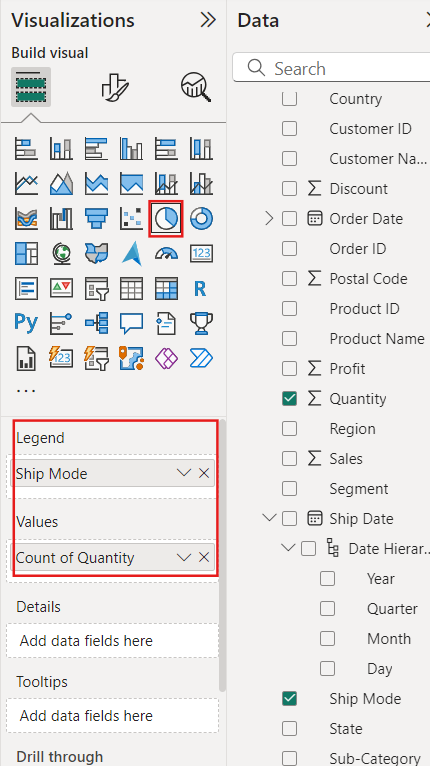 Visualizations
Build visual
123
R
Py
123
...
Legend
Ship Mode
Values
Count of Quantity
Details
Add data fields here
Tooltips
Add data fields here
Drill through
Data
Search
Country
Customer ID
Customer Na...
Discount
Order Date
Order ID
Postal Code
Product ID
Product Name
Profit
Quantity
Region
Sales
Segment
Ship Date
Date Hierar...
Year
Quarter
Month
Day
Ship Mode
State
Sub-Category